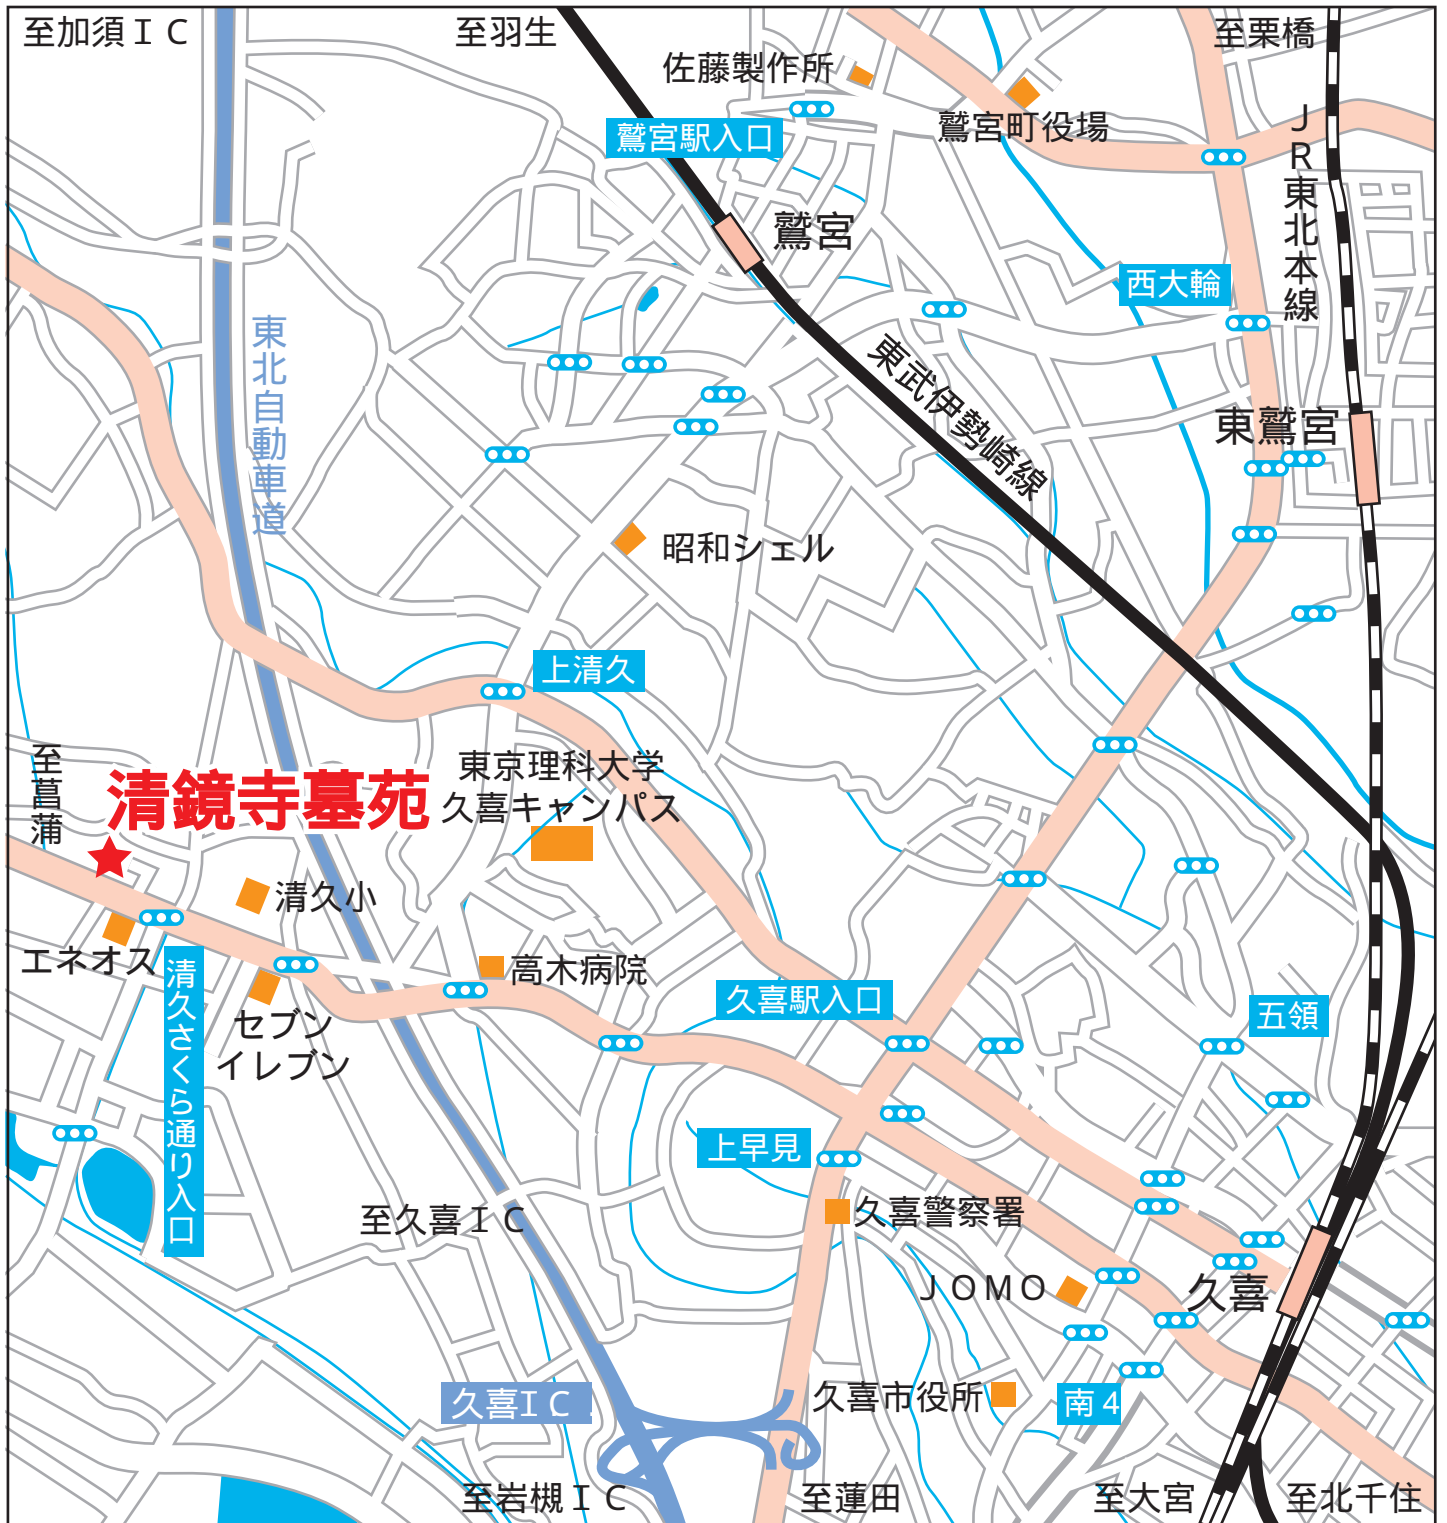 至加須ＩＣ
至羽生
至栗橋
佐藤製作所
鷲宮町役場
鷲宮駅入口
ＪＲ東北本線
鷲宮
西大輪
東北自動車道
東武伊勢崎線
東鷲宮
昭和シェル
上清久
至菖蒲
清鏡寺墓苑
東京理科大学
久喜キャンパス
清久小
エネオス
高木病院
清久さくら通り入口
久喜駅入口
五領
セブン
イレブン
上早見
至久喜ＩＣ
久喜警察署
ＪＯＭＯ
久喜
久喜ＩＣ
久喜市役所
南４
至岩槻ＩＣ
至蓮田
至大宮
至北千住